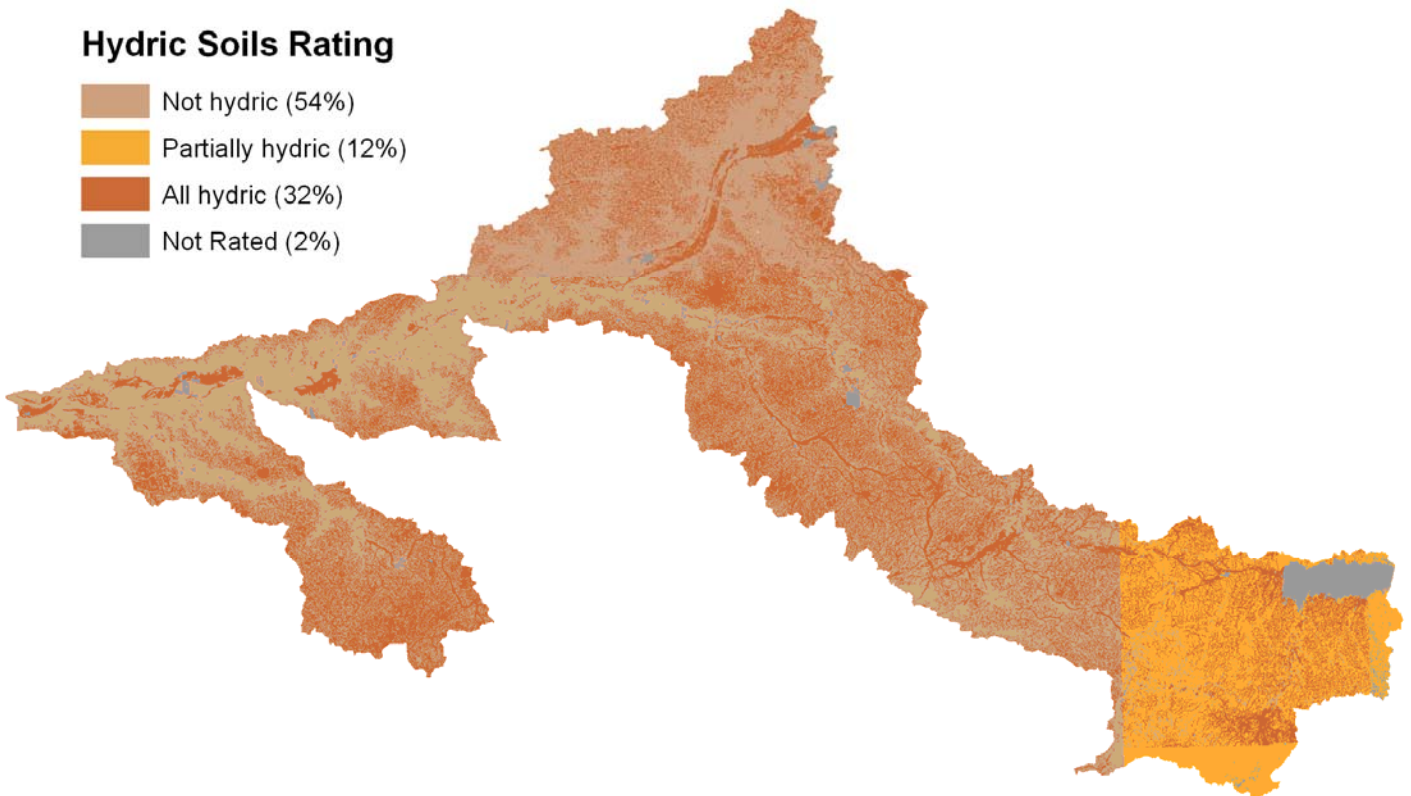 Hydric Soils Rating
Not hydric (54%)
Partially hydric (12%)
All hydric (32%)
Not Rated (2%)